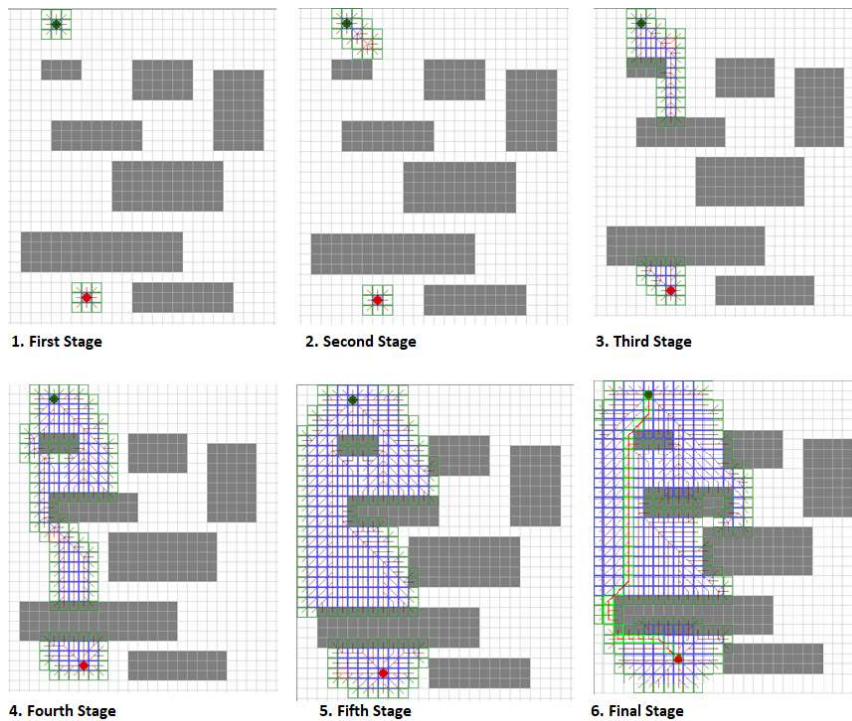 1. First Stage
2. Second Stage
3. Third Stage
4. Fourth Stage
5. Fifth Stage
6. Final Stage